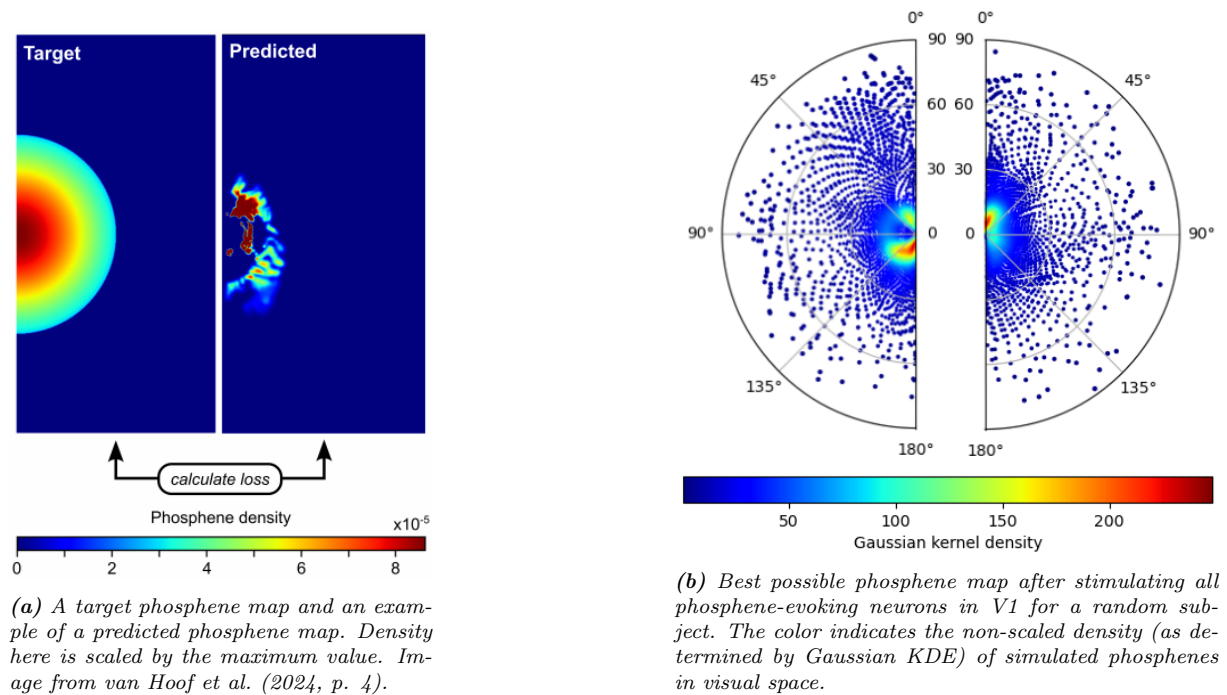 Target
Predicted
calculate loss
Phosphene density
x10-5
0 2 4 6 8
(a) A target phosphene map and an exam-
ple of a predicted phosphene map. Density
here is scaled by the maximum value. Im-
age from van Hoof et al. (2024, p. 4).
0° 0°
90 90
45° 45°
60 60
30 30
90° 0 0 90°
135° 135°
180° 180°
50 100 150 200
Gaussian kernel density
(b) Best possible phosphene map after stimulating all
phosphene-evoking neurons in V1 for a random sub-
ject. The color indicates the non-scaled density (as de-
termined by Gaussian KDE) of simulated phosphenes
in visual space.